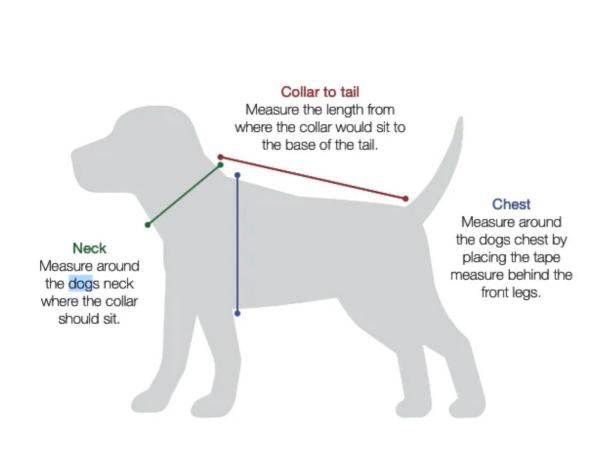 Collar to tail
Measure the length from
where the collar would sit to
the base of the tail.
Chest
Measure around
the dogs chest by
placing the tape
measure behind the
front legs.
Neck
Measure around
the dogs neck
where the collar
should sit.